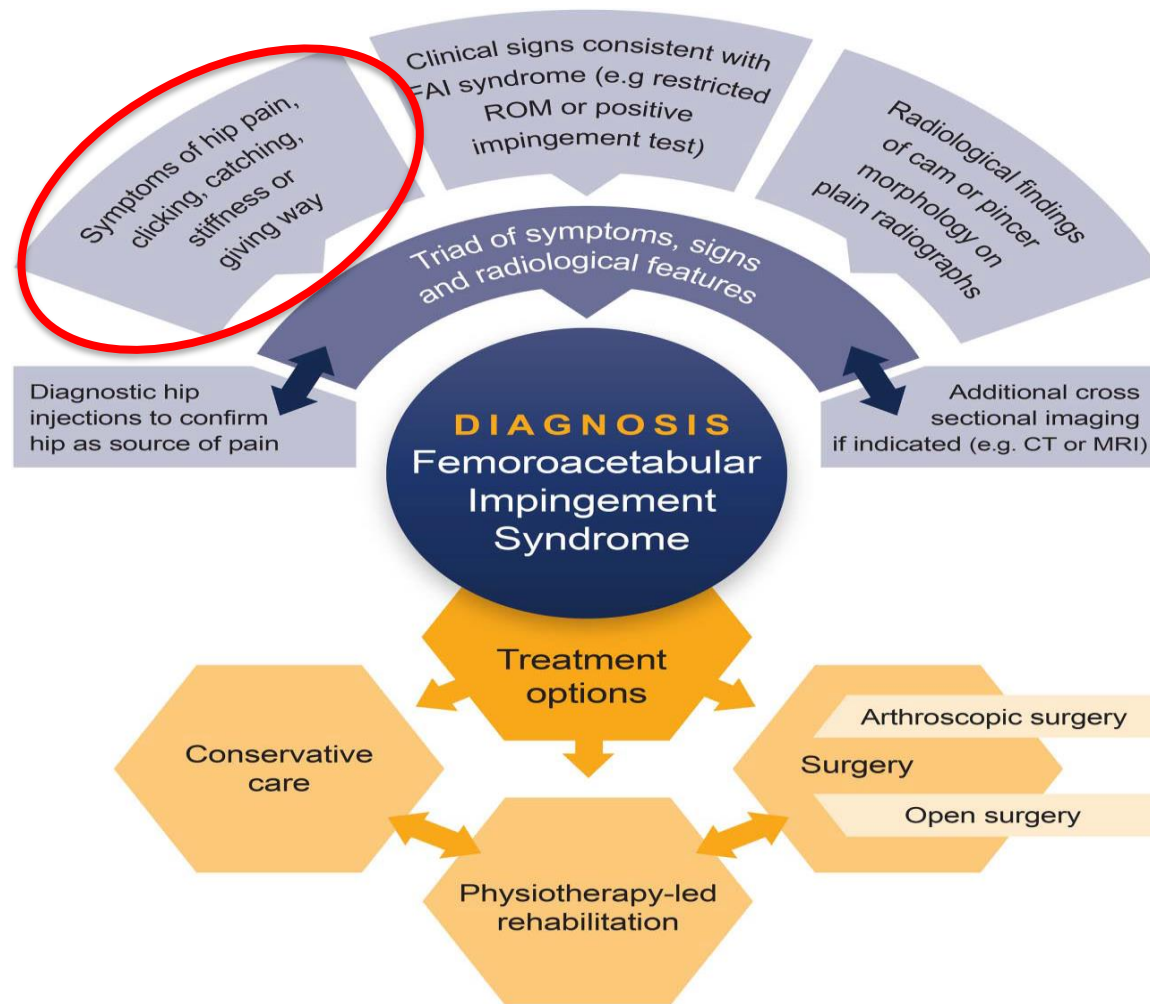 Symptoms of hip pain,
clicking, catching,
stiffness or
giving way
Clinical signs consistent with
FAI syndrome (e.g restricted
ROM or positive
impingement test)
Radiological findings
of cam or pincer
morphology on
plain radiographs
Triad of symptoms, signs
and radiological features
Diagnostic hip
injections to confirm
hip as source of pain
Additional cross
sectional imaging
if indicated (e.g. CT or MRI)
DIAGNOSIS
Femoroacetabular
Impingement
Syndrome
Treatment
options
Conservative
care
Physiotherapy-led
rehabilitation
Arthroscopic surgery
Surgery
Open surgery